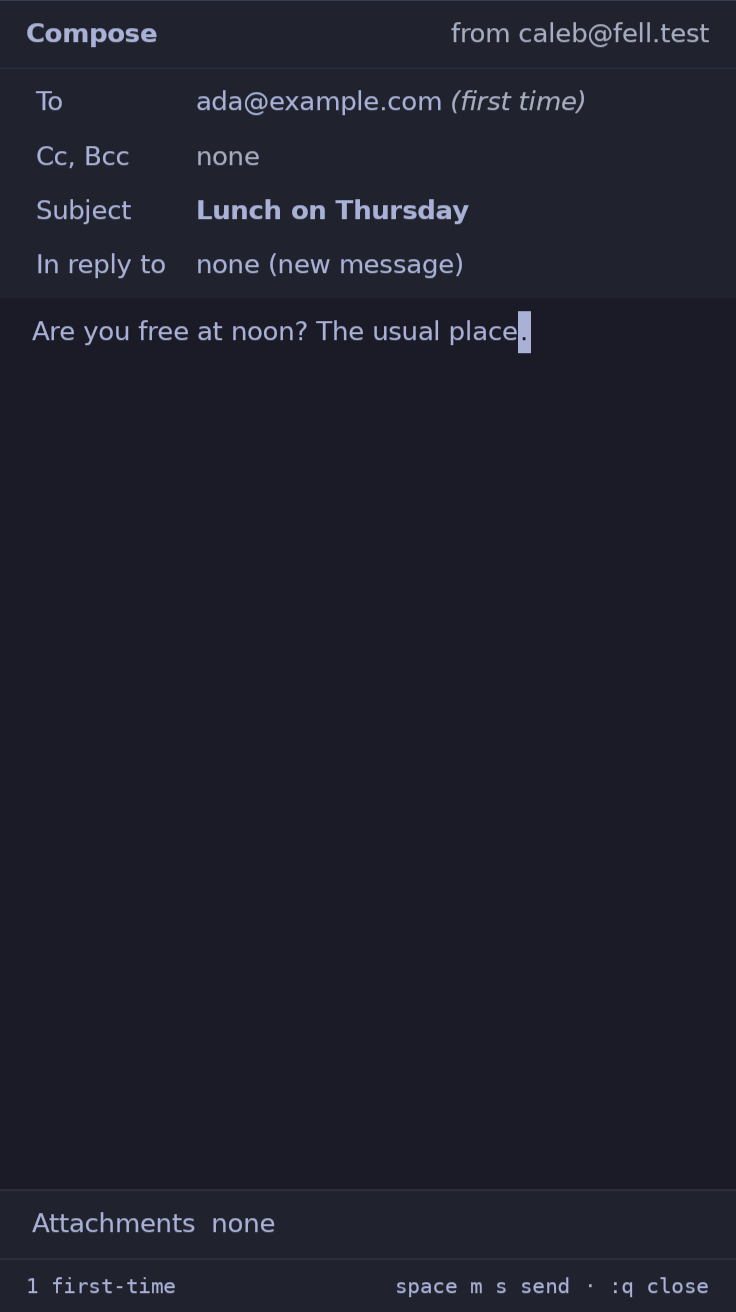 Compose from caleb@fell.test
To ada@example.com (first time)
Cc, Bcc none
Subject Lunch on Thursday
In reply to none (new message)
Are you free at noon? The usual place.
Attachments none
1 first-time space m s send · :q close